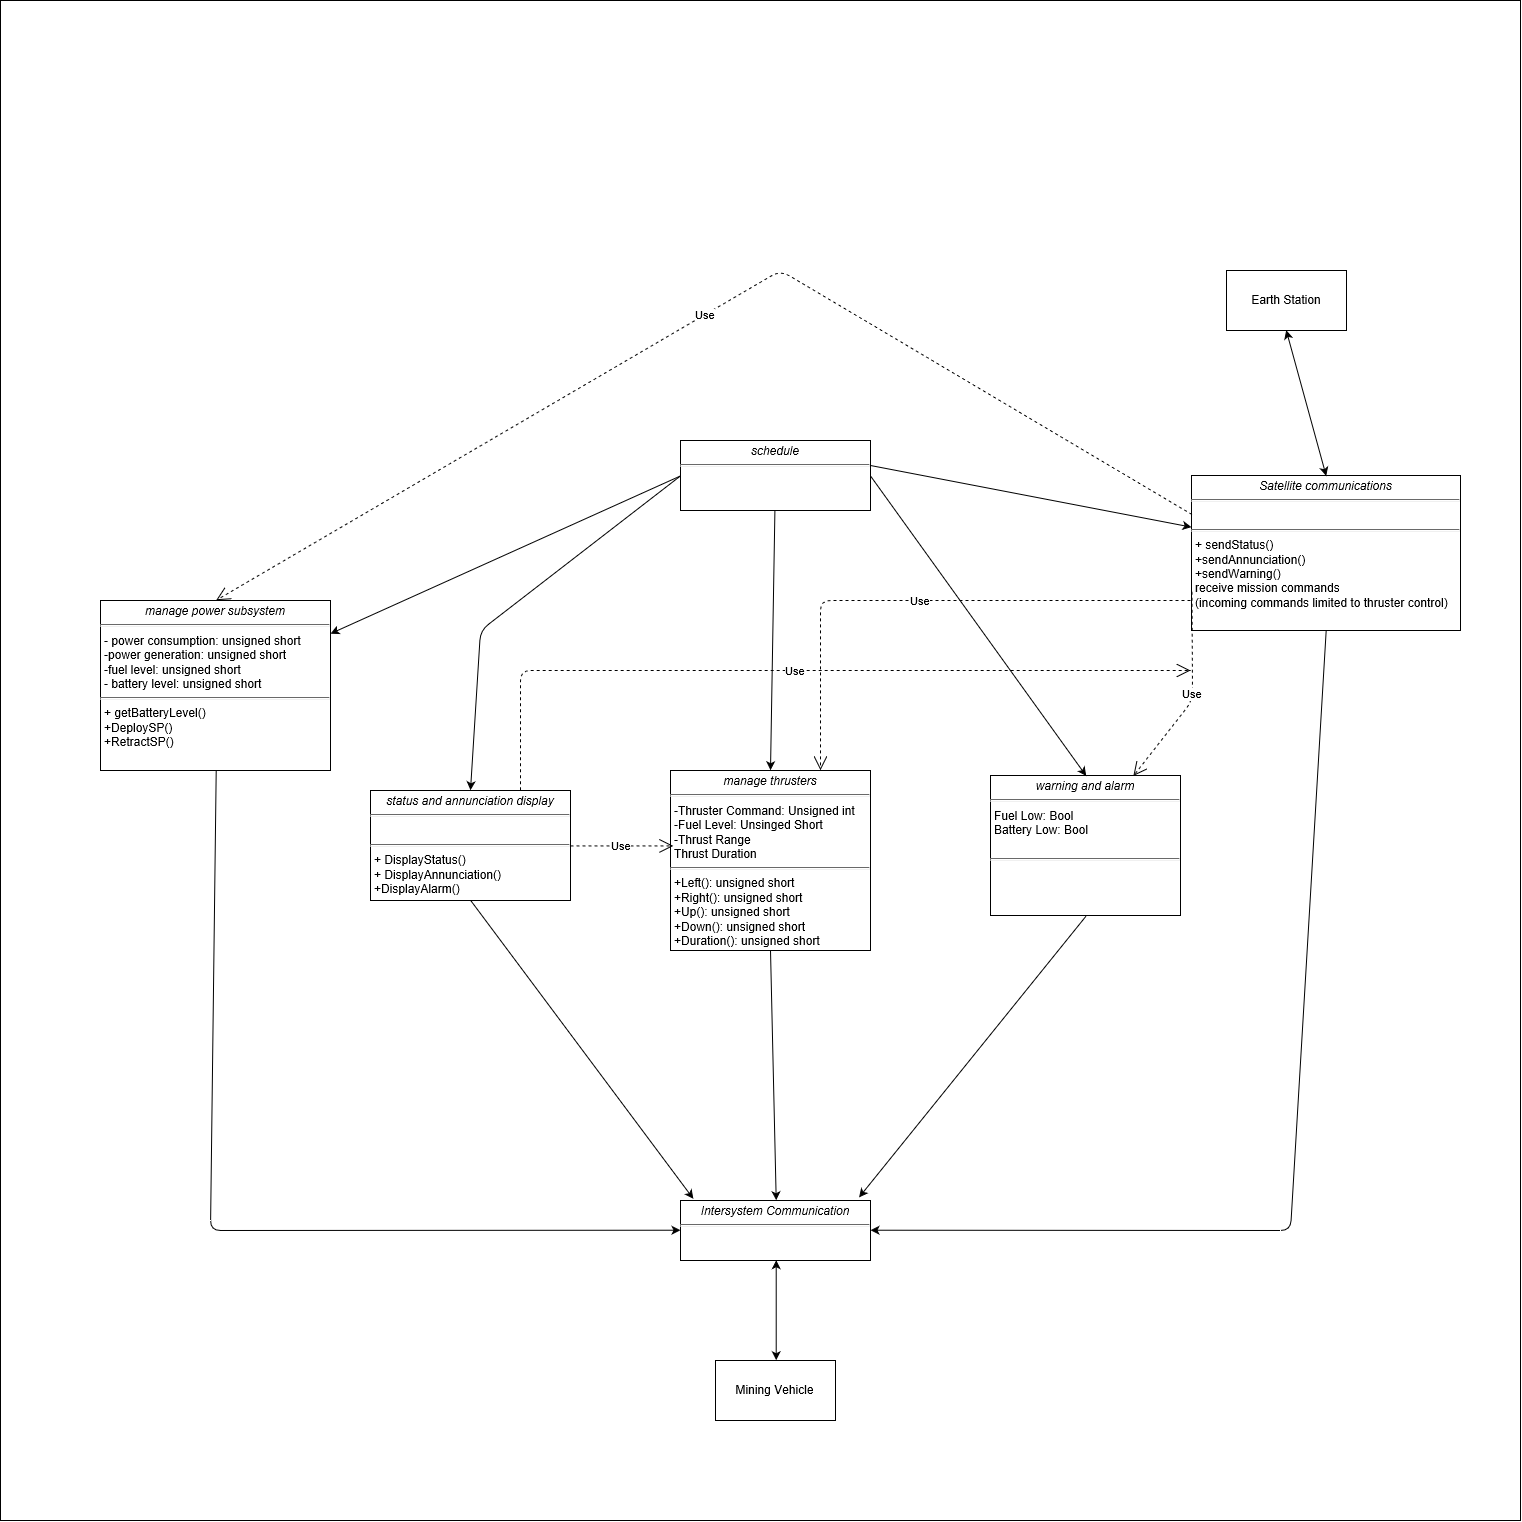 Use
Earth Station
schedule
Satellite communications
+ sendStatus()
+sendAnnunciation()
+sendWarning()
receive mission commands
(incoming commands limited to thruster control)
Use
manage power subsystem
- power consumption: unsigned short
-power generation: unsigned short
-fuel level: unsigned short
- battery level: unsigned short
+ getBatteryLevel()
+DeploySP()
+RetractSP()
Use
Use
status and annunciation display
+ DisplayStatus()
+ DisplayAnnunciation()
+DisplayAlarm()
Use
manage thrusters
-Thruster Command: Unsigned int
-Fuel Level: Unsinged Short
-Thrust Range
Thrust Duration
+Left(): unsigned short
+Right(): unsigned short
+Up(): unsigned short
+Down(): unsigned short
+Duration(): unsigned short
warning and alarm
Fuel Low: Bool
Battery Low: Bool
Intersystem Communication
Mining Vehicle